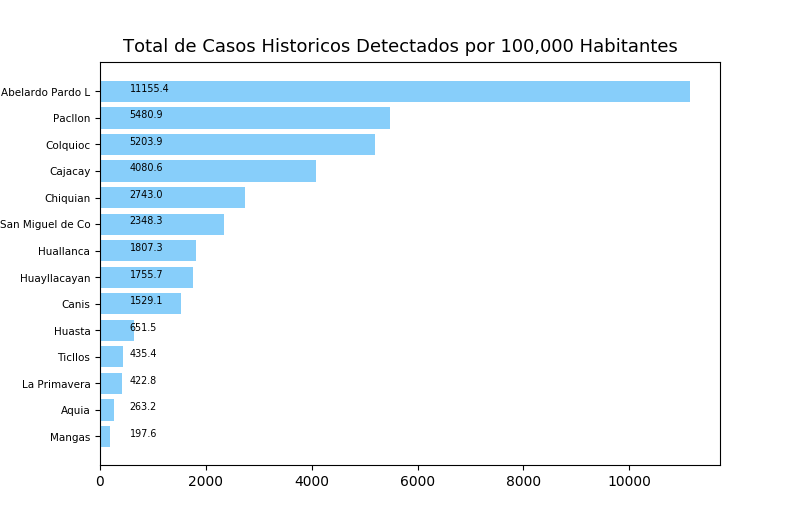 Total de Casos Historicos Detectados por 100,000 Habitantes
Abelardo Pardo L 11155.4
Pacllon 5480.9
Colquioc 5203.9
Cajacay 4080.6
Chiquian 2743.0
San Miguel de Co 2348.3
Huallanca 1807.3
Huayllacayan 1755.7
Canis 1529.1
Huasta 651.5
Ticllos 435.4
La Primavera 422.8
Aquia 263.2
Mangas 197.6
0 2000 4000 6000 8000 10000